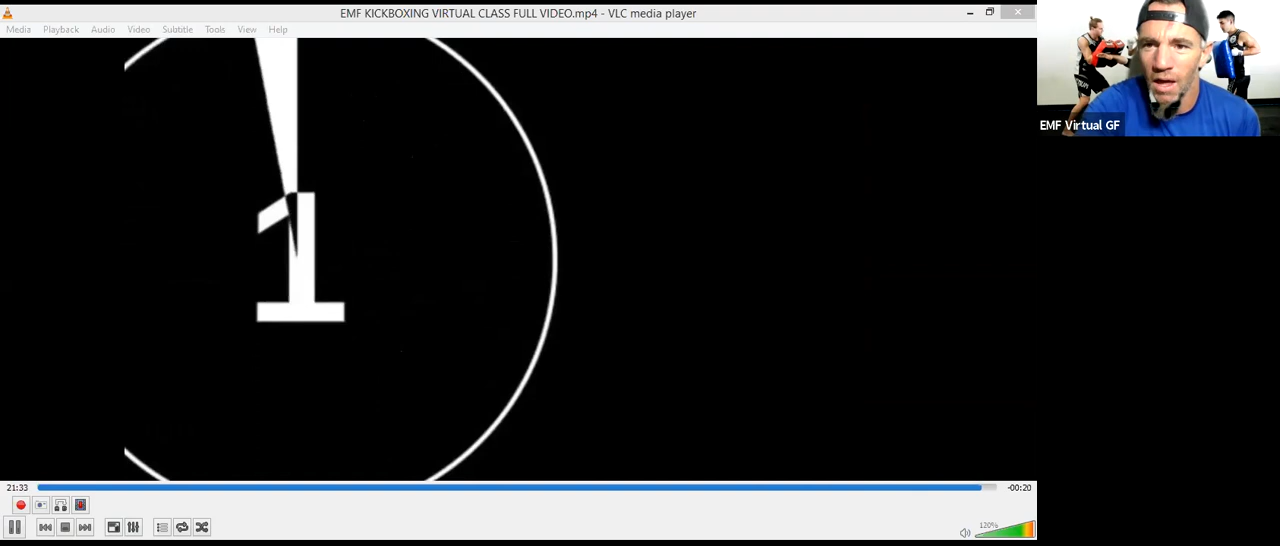 EMF KICKBOXING VIRTUAL CLASS FULL VIDEO.mp4 - VLC media player
Media Playback Audio Video Subtitle Tools View Help
EMF Virtual GF
1
21:33
-00:20
120%